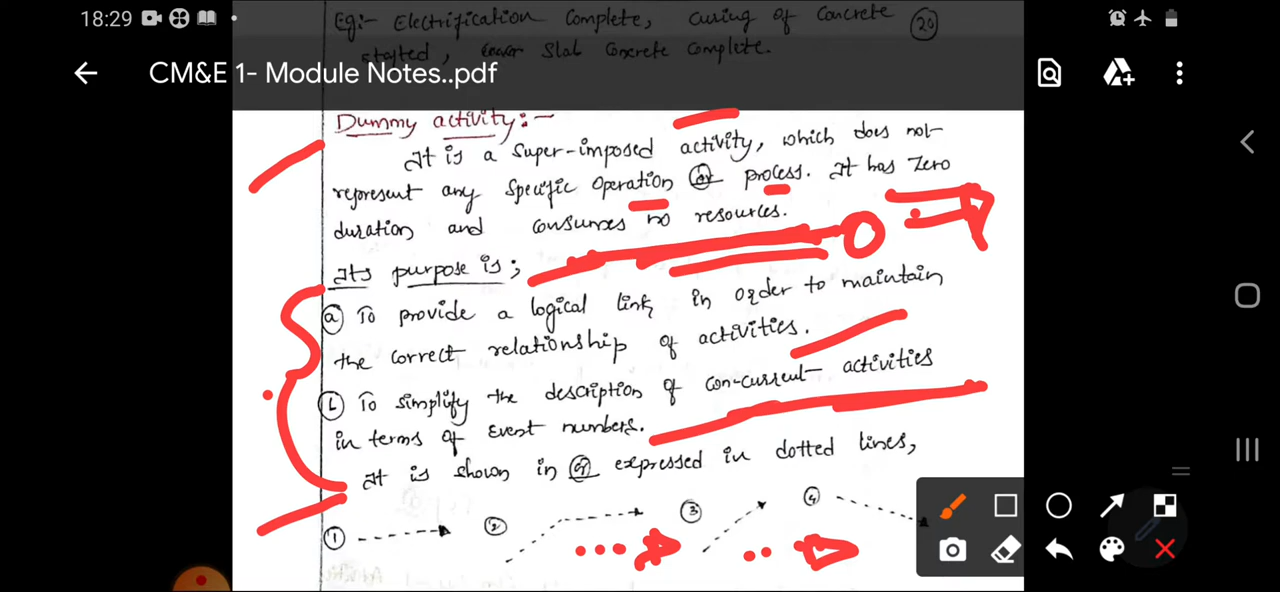 18:29
Eg:- Electrification Complete, Curing of Concrete
started, Slab Concrete Complete.
20
CM&E 1- Module Notes..pdf
Dummy activity:-
It is a Super-imposed activity, which does not
represent any Specific Operation or process. It has Zero
duration and consumes no resources.
Its purpose is;
a To provide a logical link in order to maintain
the correct relationship of activities.
b To simplify the description of con-current activities
in terms of Event numbers.
It is shown in or expressed in dotted lines,
1 2 3 4